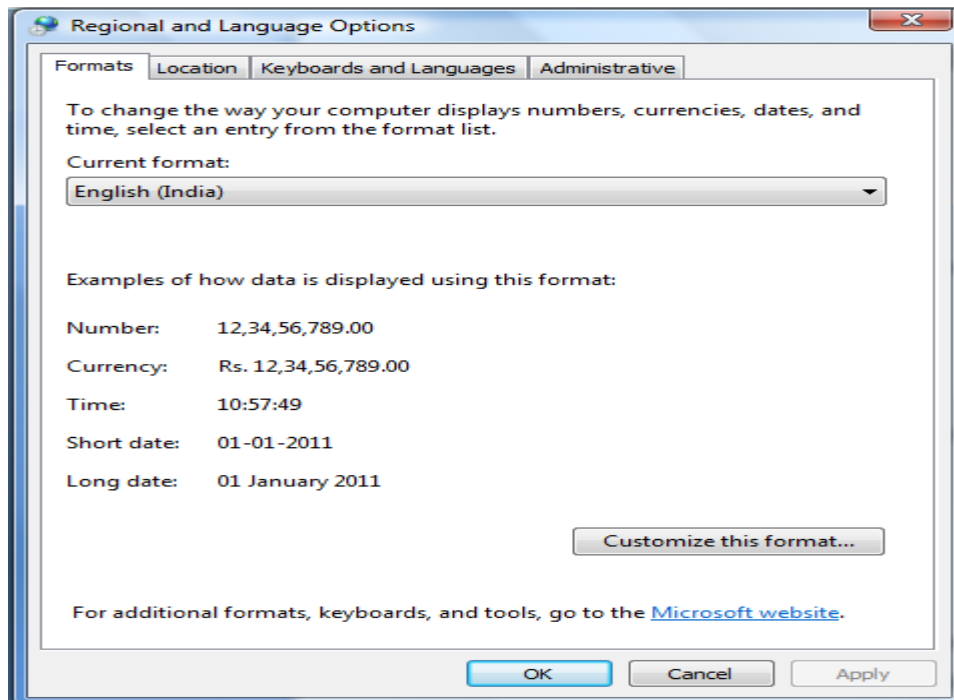 Regional and Language Options
Formats Location Keyboards and Languages Administrative
To change the way your computer displays numbers, currencies, dates, and
time, select an entry from the format list.
Current format:
English (India)
Examples of how data is displayed using this format:
Number: 12,34,56,789.00
Currency: Rs. 12,34,56,789.00
Time: 10:57:49
Short date: 01-01-2011
Long date: 01 January 2011
Customize this format...
For additional formats, keyboards, and tools, go to the Microsoft website.
OK Cancel Apply